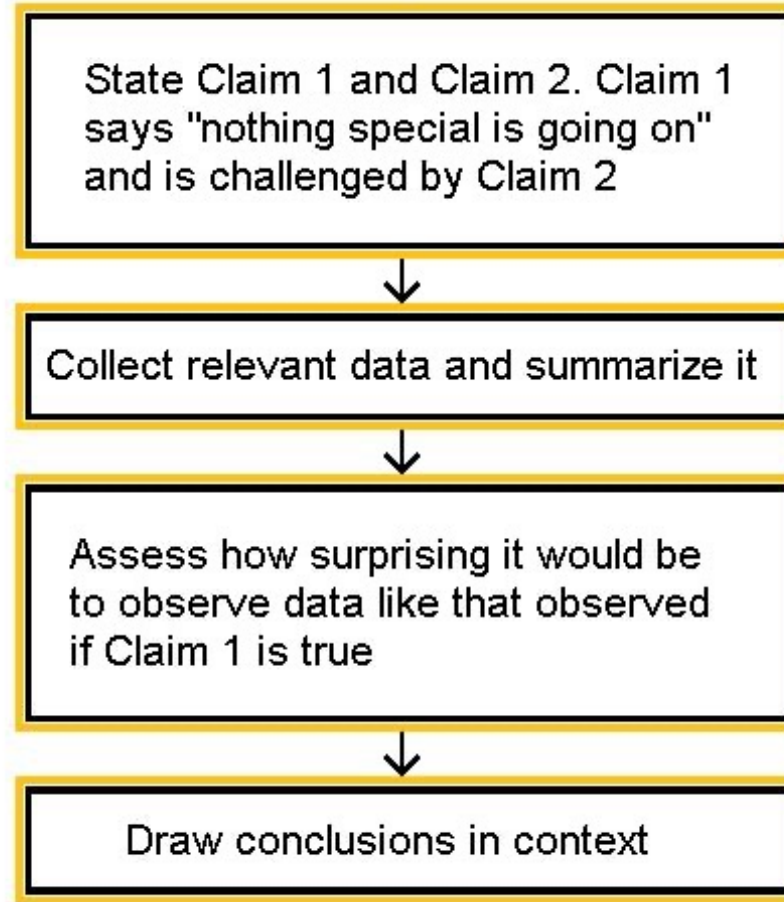 State Claim 1 and Claim 2. Claim 1
says "nothing special is going on"
and is challenged by Claim 2
Collect relevant data and summarize it
Assess how surprising it would be
to observe data like that observed
if Claim 1 is true
Draw conclusions in context